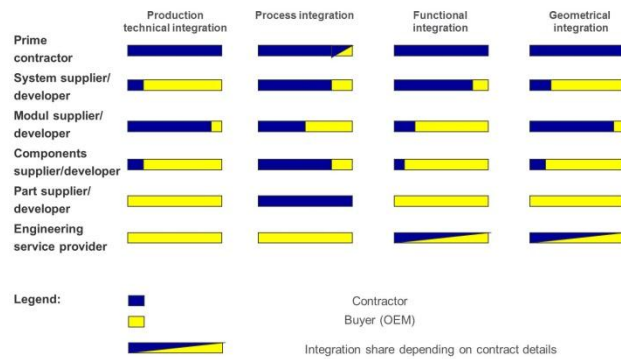 Production
technical integration
Process integration
Functional
integration
Geometrical
integration
Prime
contractor
System supplier/
developer
Modul supplier/
developer
Components
supplier/developer
Part supplier/
developer
Engineering
service provider
Legend:
Contractor
Buyer (OEM)
Integration share depending on contract details